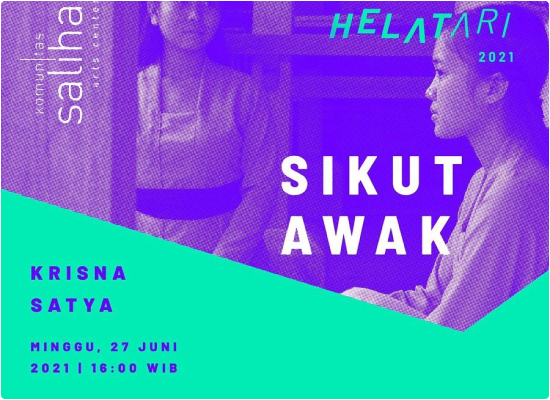 komunitas
salihara
arts center
HELATARI
2021
SIKUT
AWAK
KRISNA
SATYA
MINGGU, 27 JUNI
2021 | 16:00 WIB